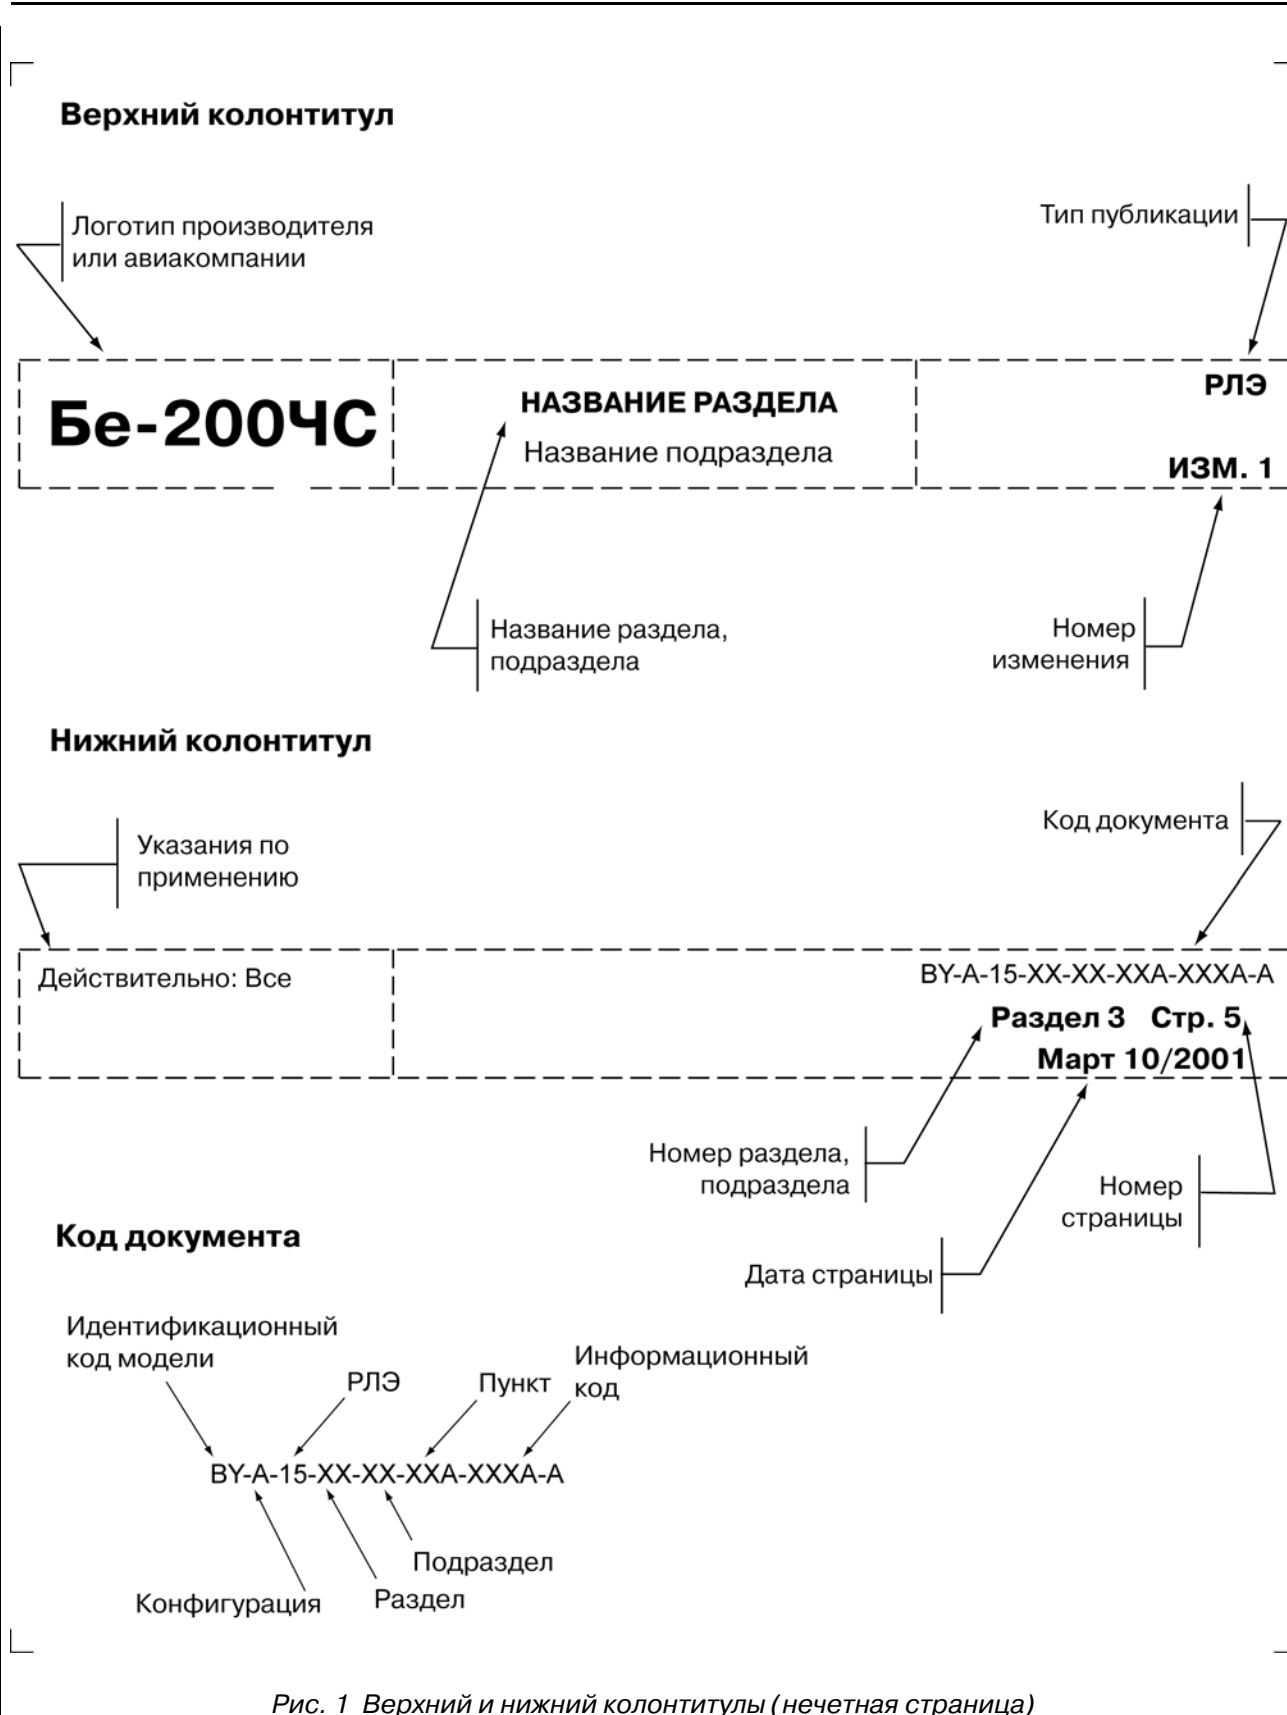 Верхний колонтитул
Логотип производителя
или авиакомпании
Тип публикации
Бе-200ЧС
НАЗВАНИЕ РАЗДЕЛА
Название подраздела
РЛЭ
ИЗМ. 1
Название раздела,
подраздела
Номер
изменения
Нижний колонтитул
Указания по
применению
Код документа
Действительно: Все
BY-A-15-XX-XX-XXA-XXXA-A
Раздел 3 Стр. 5
Март 10/2001
Номер раздела,
подраздела
Номер
страницы
Дата страницы
Код документа
Идентификационный
код модели
РЛЭ
Пункт
Информационный
код
BY-A-15-XX-XX-XXA-XXXA-A
Подраздел
Раздел
Конфигурация
Рис. 1 Верхний и нижний колонтитулы (нечетная страница)